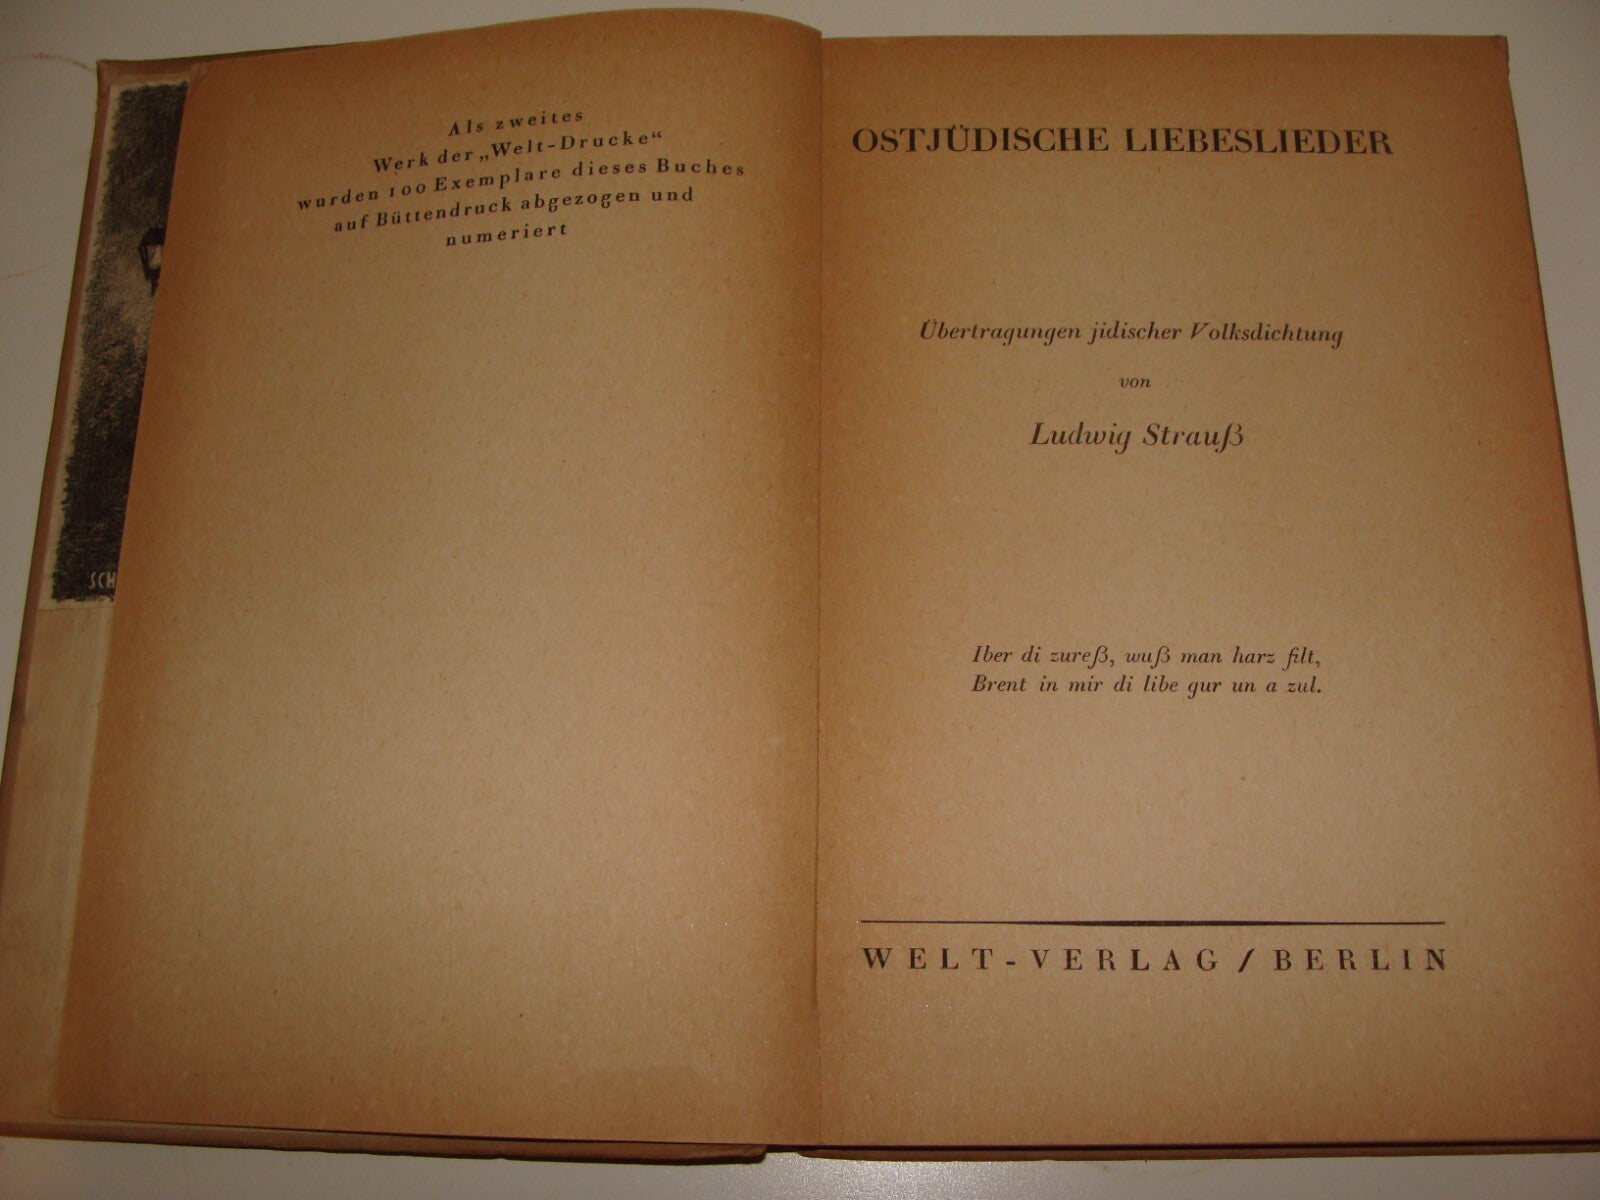 Als zweites
Werk der „Welt-Drucke“
wurden 100 Exemplare dieses Buches
auf Büttendruck abgezogen und
numeriert
OSTJÜDISCHE LIEBESLIEDER
Übertragungen jidischer Volksdichtung
von
Ludwig Strauß
Iber di zureß, wuß man harz filt,
Brent in mir di libe gur un a zul.
WELT-VERLAG / BERLIN